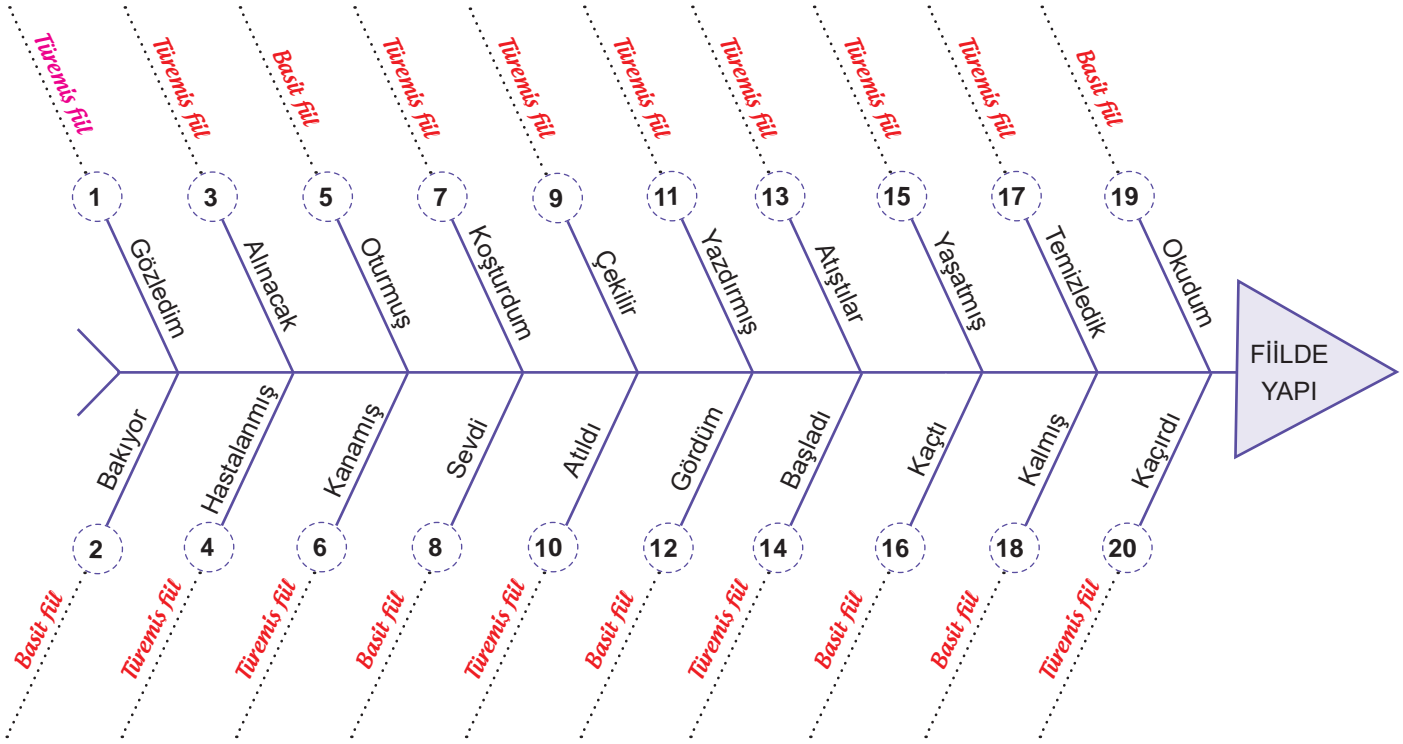 Türemiş fiil
1
Gözledim
Basit fiil
2
Bakıyor
Türemiş fiil
3
Alınacak
Türemiş fiil
4
Hastalanmış
Basit fiil
5
Oturmuş
Türemiş fiil
6
Kanamış
Türemiş fiil
7
Koşturdum
Basit fiil
8
Sevdi
Türemiş fiil
9
Çekilir
Türemiş fiil
10
Atıldı
Türemiş fiil
11
Yazdırmış
Basit fiil
12
Gördüm
Türemiş fiil
13
Atıştılar
Türemiş fiil
14
Başladı
Türemiş fiil
15
Yaşatmış
Basit fiil
16
Kaçtı
Türemiş fiil
17
Temizledik
Basit fiil
18
Kalmış
Basit fiil
19
Okudum
Türemiş fiil
20
Kaçırdı
FİİLDE
YAPI